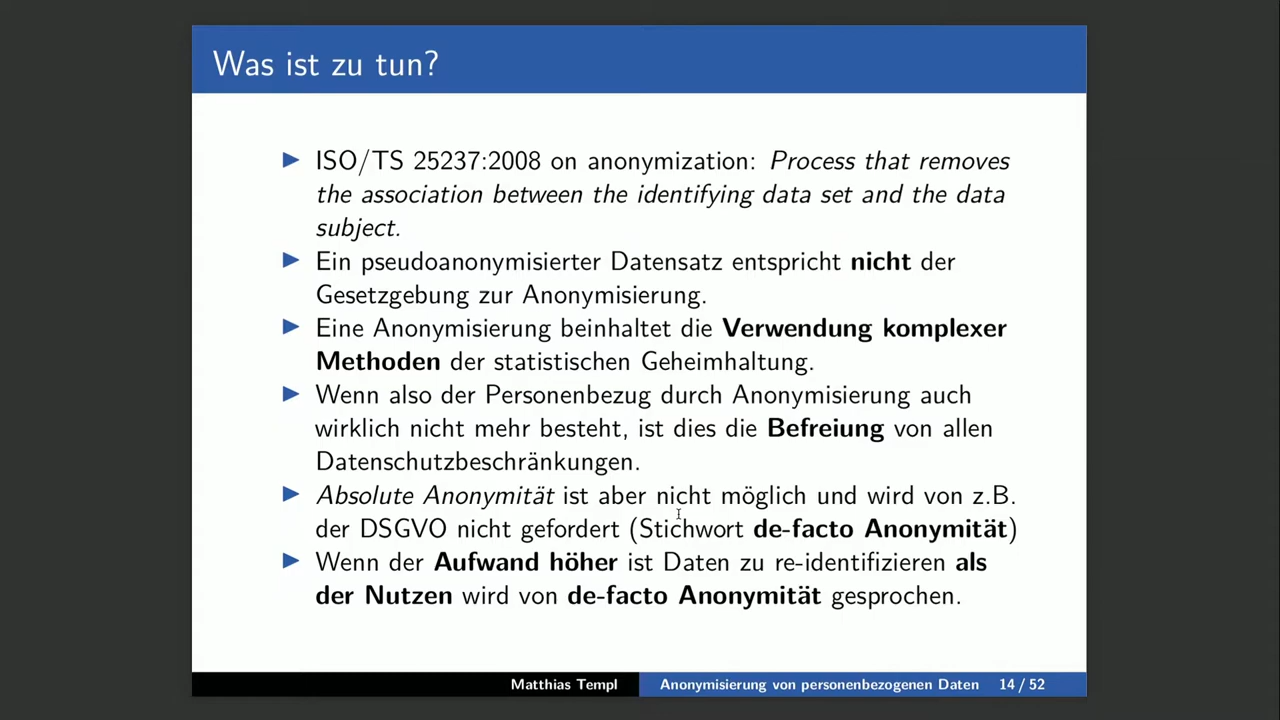 Was ist zu tun?
ISO/TS 25237:2008 on anonymization: Process that removes
the association between the identifying data set and the data
subject.
Ein pseudoanonymisierter Datensatz entspricht nicht der
Gesetzgebung zur Anonymisierung.
Eine Anonymisierung beinhaltet die Verwendung komplexer
Methoden der statistischen Geheimhaltung.
Wenn also der Personenbezug durch Anonymisierung auch
wirklich nicht mehr besteht, ist dies die Befreiung von allen
Datenschutzbeschränkungen.
Absolute Anonymität ist aber nicht möglich und wird von z.B.
der DSGVO nicht gefordert (Stichwort de-facto Anonymität)
Wenn der Aufwand höher ist Daten zu re-identifizieren als
der Nutzen wird von de-facto Anonymität gesprochen.
Matthias Templ Anonymisierung von personenbezogenen Daten 14 / 52